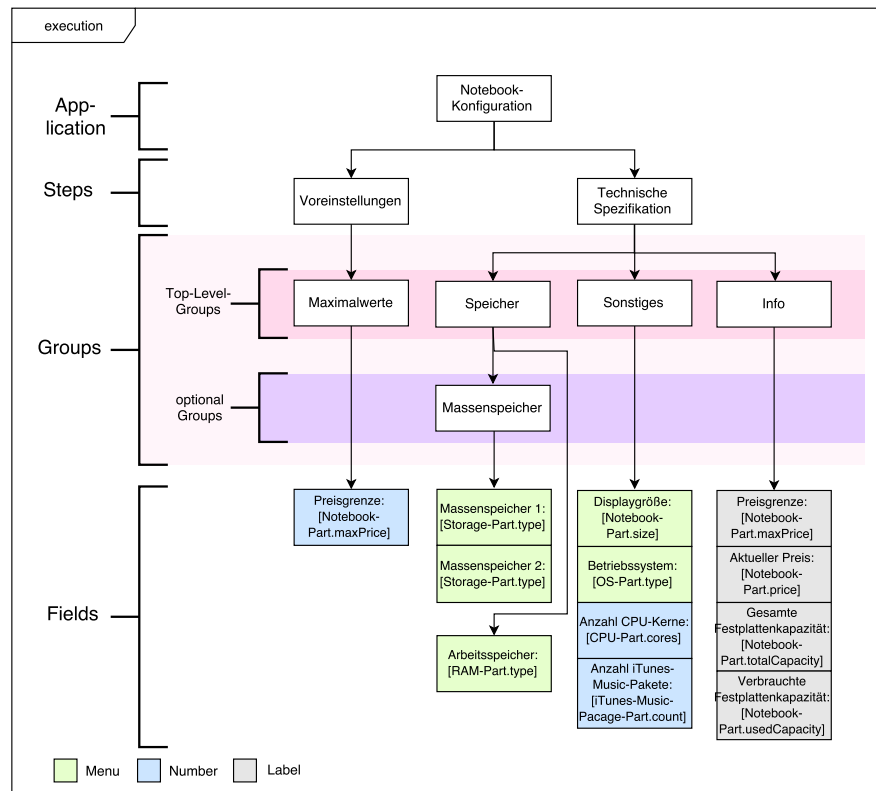 execution
App-
lication
Notebook-
Konfiguration
Steps
Voreinstellungen
Technische
Spezifikation
Groups
Top-Level-
Groups
Maximalwerte
Speicher
Sonstiges
Info
optional
Groups
Massenspeicher
Fields
Preisgrenze:
[Notebook-
Part.maxPrice]
Massenspeicher 1:
[Storage-Part.type]
Massenspeicher 2:
[Storage-Part.type]
Arbeitsspeicher:
[RAM-Part.type]
Displaygröße:
[Notebook-
Part.size]
Betriebssystem:
[OS-Part.type]
Anzahl CPU-Kerne:
[CPU-Part.cores]
Anzahl iTunes-
Music-Pakete:
[iTunes-Music-
Pacage-Part.count]
Preisgrenze:
[Notebook-
Part.maxPrice]
Aktueller Preis:
[Notebook-
Part.price]
Gesamte
Festplattenkapazität:
[Notebook-
Part.totalCapacity]
Verbrauchte
Festplattenkapazität:
[Notebook-
Part.usedCapacity]
Menu
Number
Label